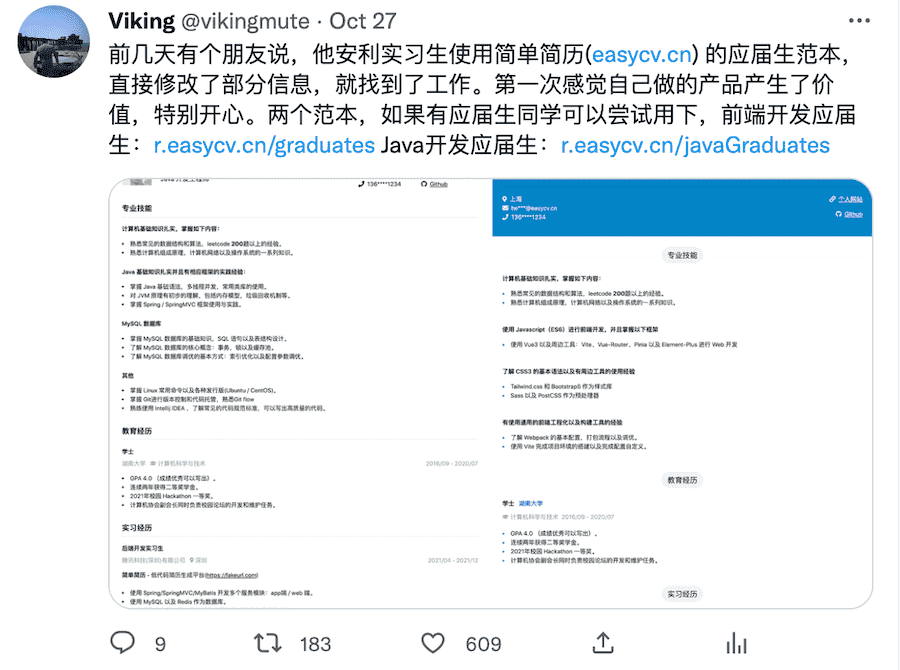 Viking @vikingmute · Oct 27
前几天有个朋友说，他安利实习生使用简单简历(easycv.cn) 的应届生范本，
直接修改了部分信息，就找到了工作。第一次感觉自己做的产品产生了价
值，特别开心。两个范本，如果有应届生同学可以尝试用下，前端开发应届
生：r.easycv.cn/graduates Java开发应届生：r.easycv.cn/javaGraduates
136****1234 Github
专业技能
计算机基础知识扎实，掌握如下内容：
熟悉常见的数据结构和算法，leetcode 200题以上的经验。
熟悉计算机组成原理，计算机网络以及操作系统的一系列知识。
Java 基础知识扎实并且有相应框架的实践经验：
掌握 Java 基础语法，多线程开发，常用类库的使用。
对 JVM 原理有初步的理解，包括内存模型，垃圾回收机制等。
掌握 Spring / SpringMVC 框架使用与实践。
MySQL 数据库
掌握 MySQL 数据库的基础知识，SQL 语句以及表结构设计。
了解 MySQL 数据库的核心概念：事务，锁以及缓存池。
了解 MySQL 数据库调优的基本方式：索引优化以及配置参数调优。
其他
掌握 Linux 常用命令以及各种发行版(Ubuntu / CentOS)。
掌握 Git进行版本控制和代码托管，熟悉Git flow
熟练使用 Intellij IDEA ，了解常见的代码规范标准，可以写出高质量的代码。
教育经历
学士
湖南大学 计算机科学与技术 2016/09 - 2020/07
GPA 4.0 （成绩优秀可以写出）。
连续两年获得二等奖学金。
2021年校园 Hackathon 一等奖。
计算机协会副会长同时负责校园论坛的开发和维护任务。
实习经历
后端开发实习生
腾讯科技(深圳)有限公司 深圳 2021/04 - 2021/12
简单简历 - 低代码简历生成平台(https://fakeurl.com)
使用 Spring/SpringMVC/MyBatis 开发多个服务模块：app端 / web 端。
使用 MySQL 以及 Redis 作为数据库。
上海 个人网站
he***@easycv.cn
136****1234 Github
专业技能
计算机基础知识扎实，掌握如下内容：
熟悉常见的数据结构和算法，leetcode 200题以上的经验。
熟悉计算机组成原理，计算机网络以及操作系统的一系列知识。
使用 Javascript（ES6）进行前端开发，并且掌握以下框架
使用 Vue3 以及周边工具：Vite、Vue-Router、Pinia 以及 Element-Plus 进行 Web 开发
了解 CSS3 的基本语法以及有周边工具的使用经验
Tailwind.css 和 Bootstrap5 作为样式库
Sass 以及 PostCSS 作为预处理器
有使用通用的前端工程化以及构建工具的经验
了解 Webpack 的基本配置，打包流程以及调优。
使用 Vite 完成项目环境的搭建以及完成配置自定义。
教育经历
学士 湖南大学
计算机科学与技术 2016/09 - 2020/07
GPA 4.0 （成绩优秀可以写出）。
连续两年获得二等奖学金。
2021年校园 Hackathon 一等奖。
计算机协会副会长同时负责校园论坛的开发和维护任务。
实习经历
9 183 609